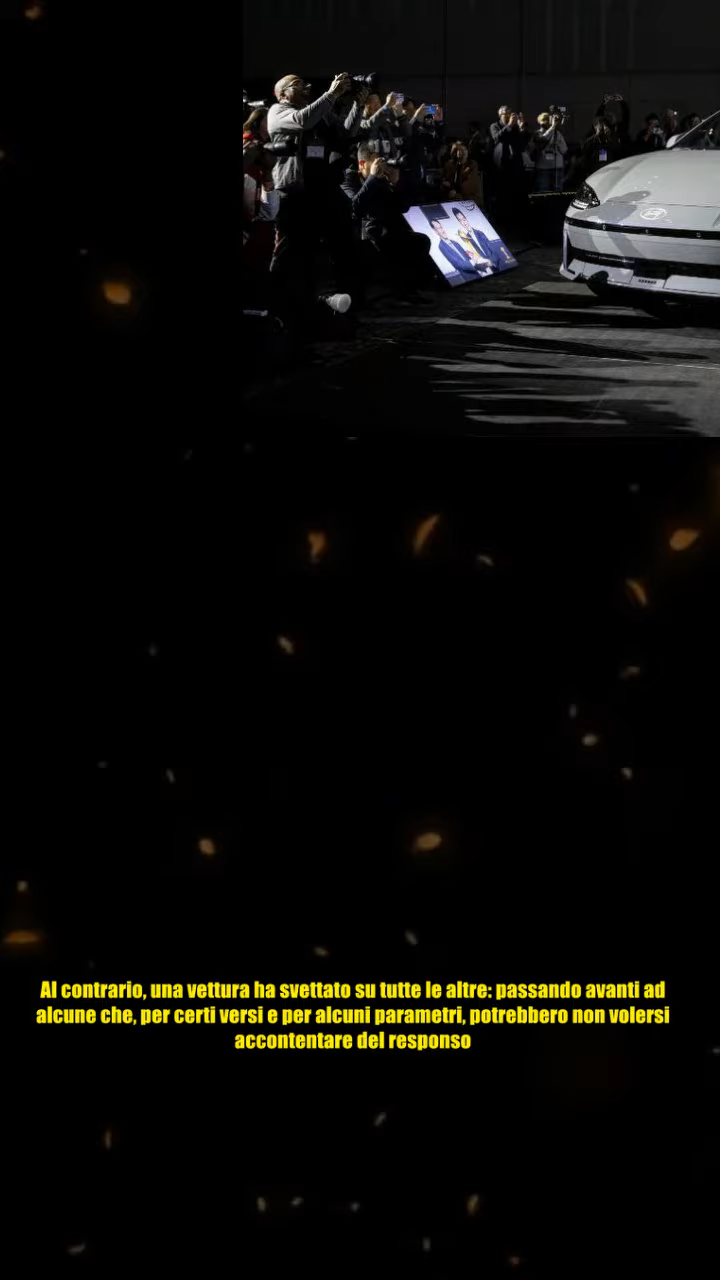 Al contrario, una vettura ha svettato su tutte le altre: passando avanti ad
alcune che, per certi versi e per alcuni parametri, potrebbero non volersi
accontentare del responso